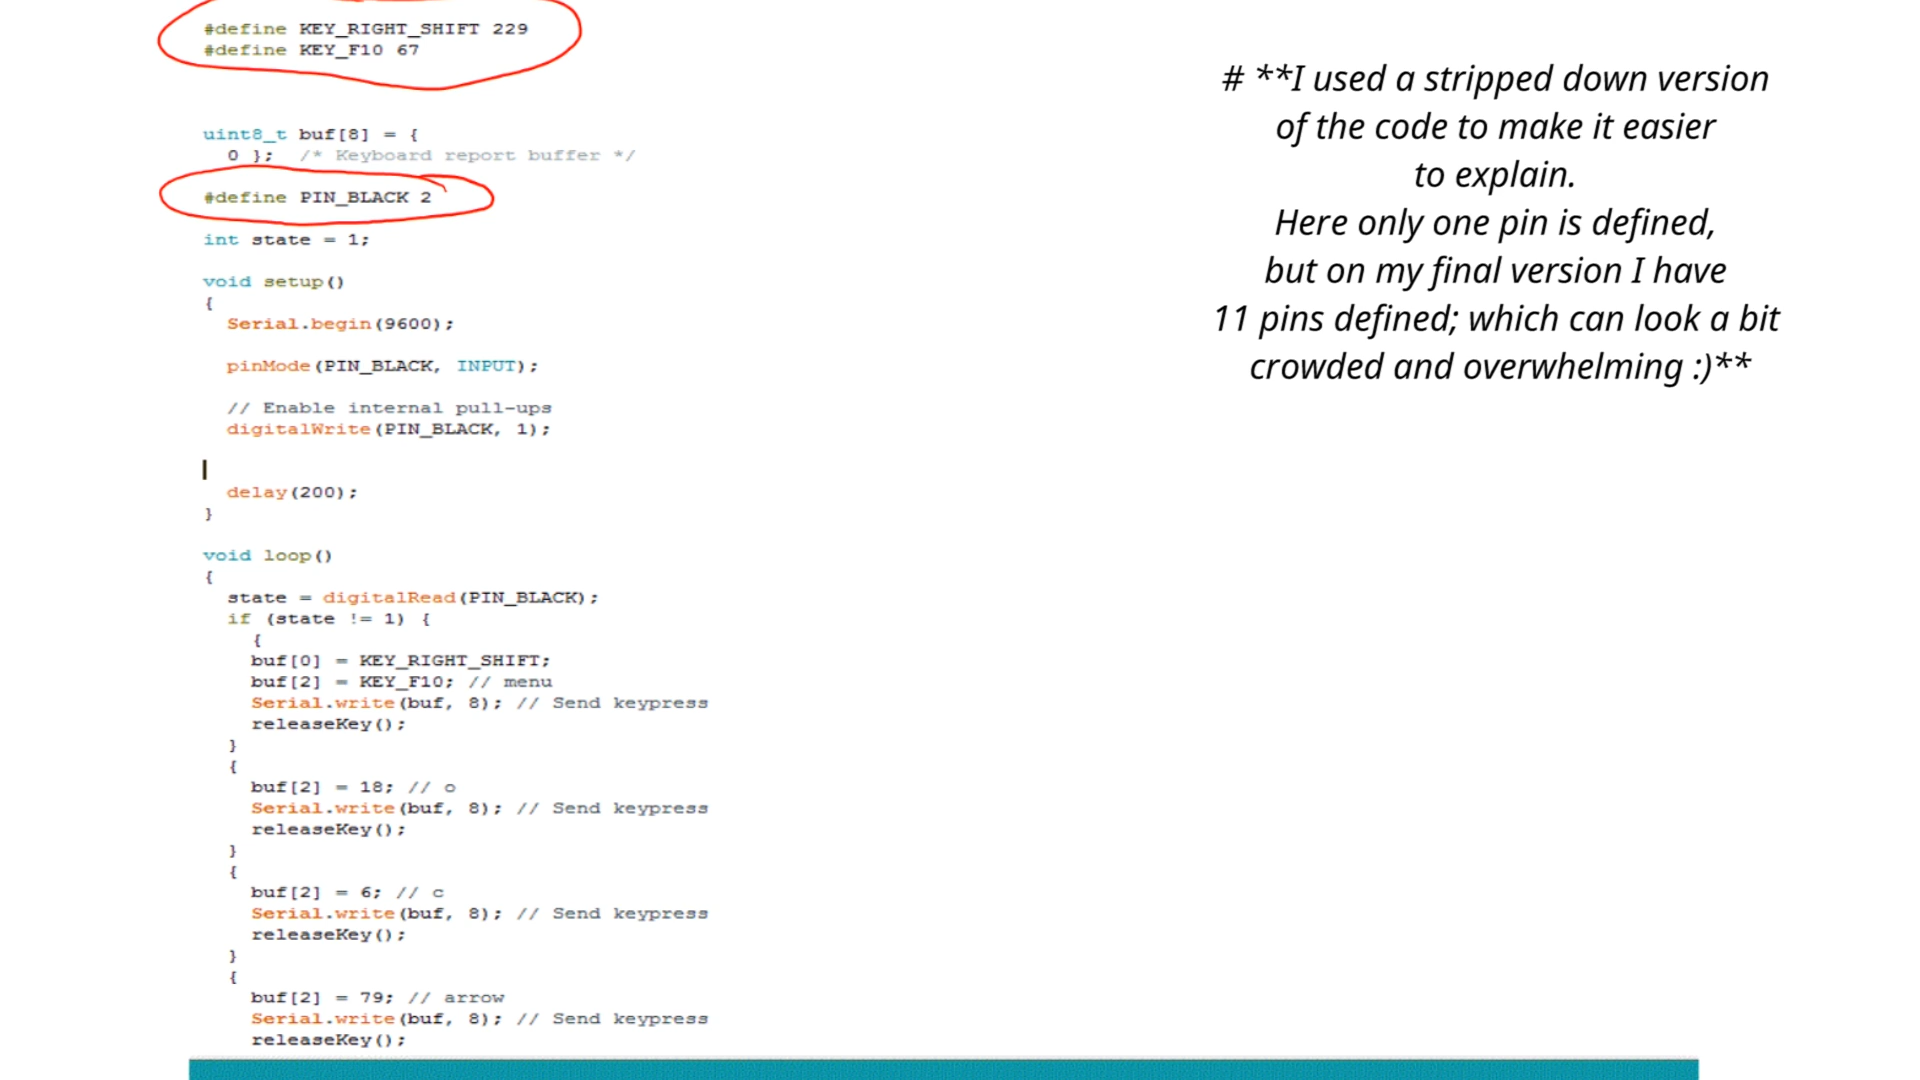 #define KEY_RIGHT_SHIFT 229
#define KEY_F10 67
uint8_t buf[8] = {
0 }; /* Keyboard report buffer */
#define PIN_BLACK 2
int state = 1;
void setup()
{
Serial.begin(9600);
pinMode(PIN_BLACK, INPUT);
// Enable internal pull-ups
digitalWrite(PIN_BLACK, 1);
delay(200);
}
void loop()
{
state = digitalRead(PIN_BLACK);
if (state != 1) {
{
buf[0] = KEY_RIGHT_SHIFT;
buf[2] = KEY_F10; // menu
Serial.write(buf, 8); // Send keypress
releaseKey();
}
{
buf[2] = 18; // o
Serial.write(buf, 8); // Send keypress
releaseKey();
}
{
buf[2] = 6; // c
Serial.write(buf, 8); // Send keypress
releaseKey();
}
{
buf[2] = 79; // arrow
Serial.write(buf, 8); // Send keypress
releaseKey();
# **I used a stripped down version
of the code to make it easier
to explain.
Here only one pin is defined,
but on my final version I have
11 pins defined; which can look a bit
crowded and overwhelming :)**